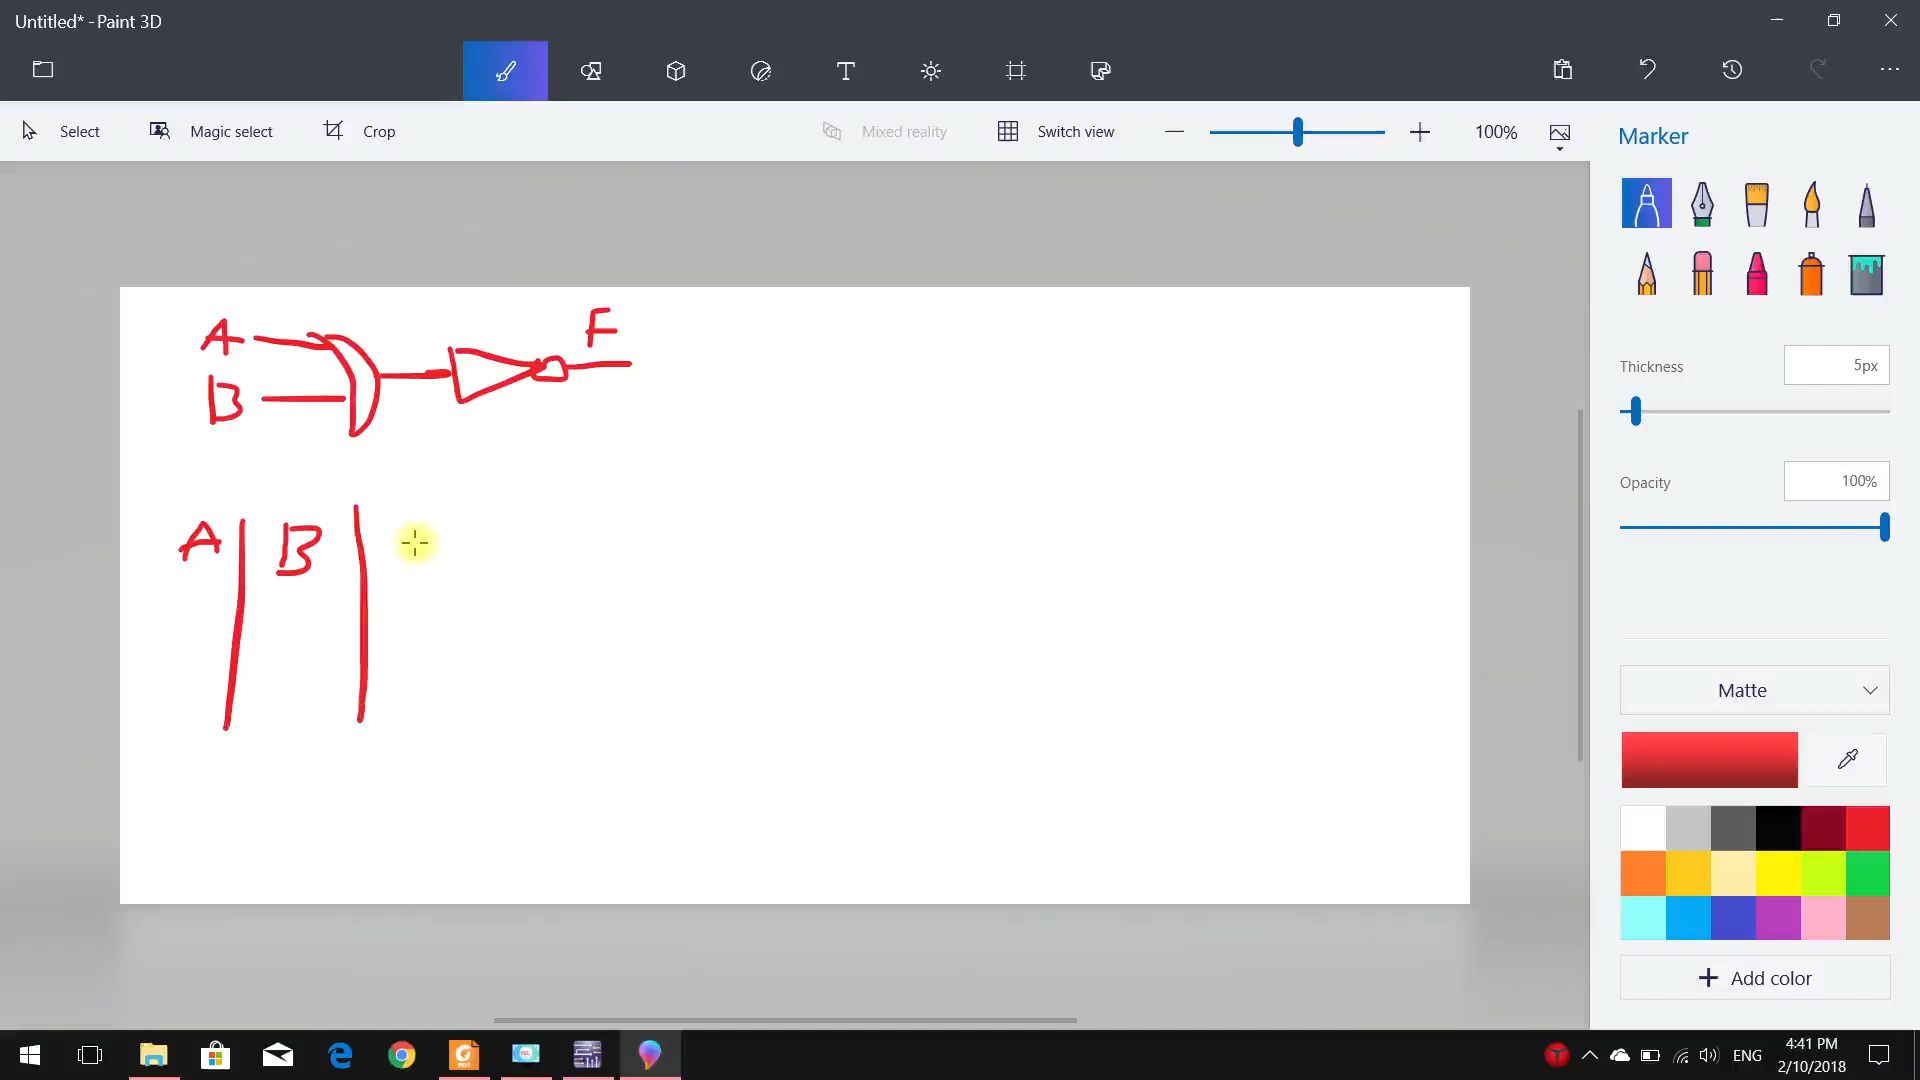 Untitled* - Paint 3D
Select Magic select Crop Mixed reality Switch view 100%
Marker
Thickness 5px
Opacity 100%
Matte
Add color
A F
B
A B
ENG 4:41 PM
2/10/2018